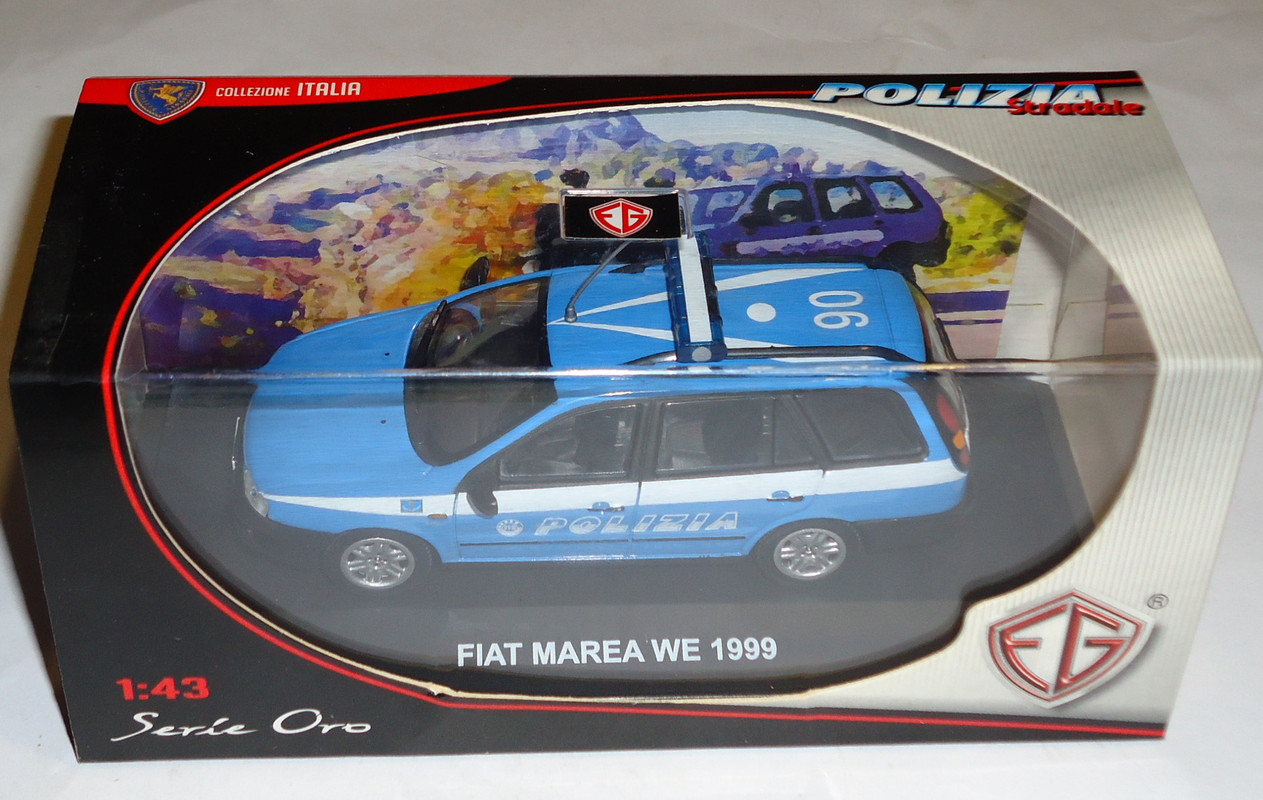 COLLEZIONE ITALIA
POLIZIA
Stradale
EG
90
POLIZIA
FIAT MAREA WE 1999
EG
®
1:43
Serie Oro